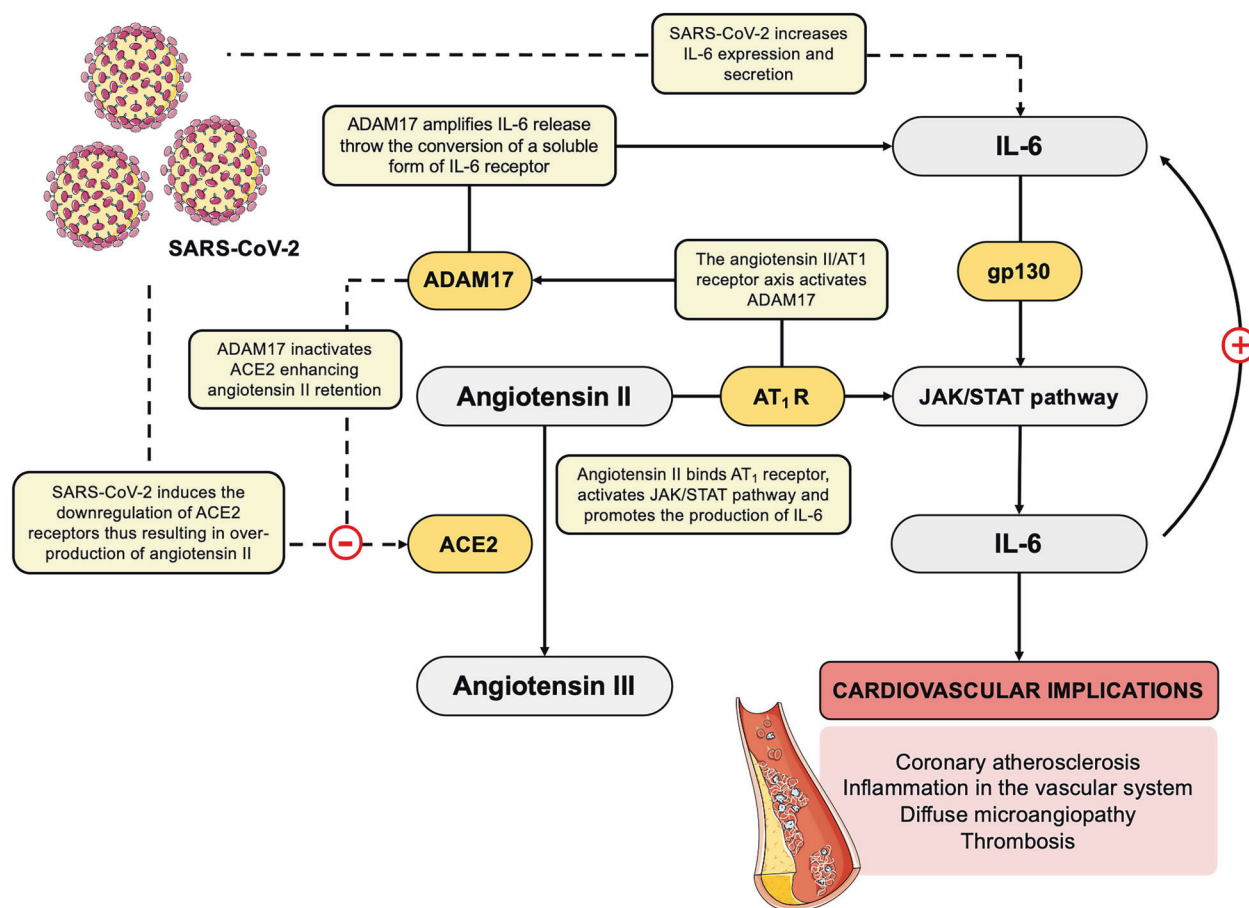 SARS-CoV-2 increases
IL-6 expression and
secretion
ADAM17 amplifies IL-6 release
throw the conversion of a soluble
form of IL-6 receptor
IL-6
SARS-CoV-2
ADAM17
The angiotensin II/AT1
receptor axis activates
ADAM17
gp130
+
ADAM17 inactivates
ACE2 enhancing
angiotensin II retention
Angiotensin II
AT₁ R
JAK/STAT pathway
Angiotensin II binds AT₁ receptor,
activates JAK/STAT pathway and
promotes the production of IL-6
SARS-CoV-2 induces the
downregulation of ACE2
receptors thus resulting in over-
production of angiotensin II
-
ACE2
IL-6
Angiotensin III
CARDIOVASCULAR IMPLICATIONS
Coronary atherosclerosis
Inflammation in the vascular system
Diffuse microangiopathy
Thrombosis